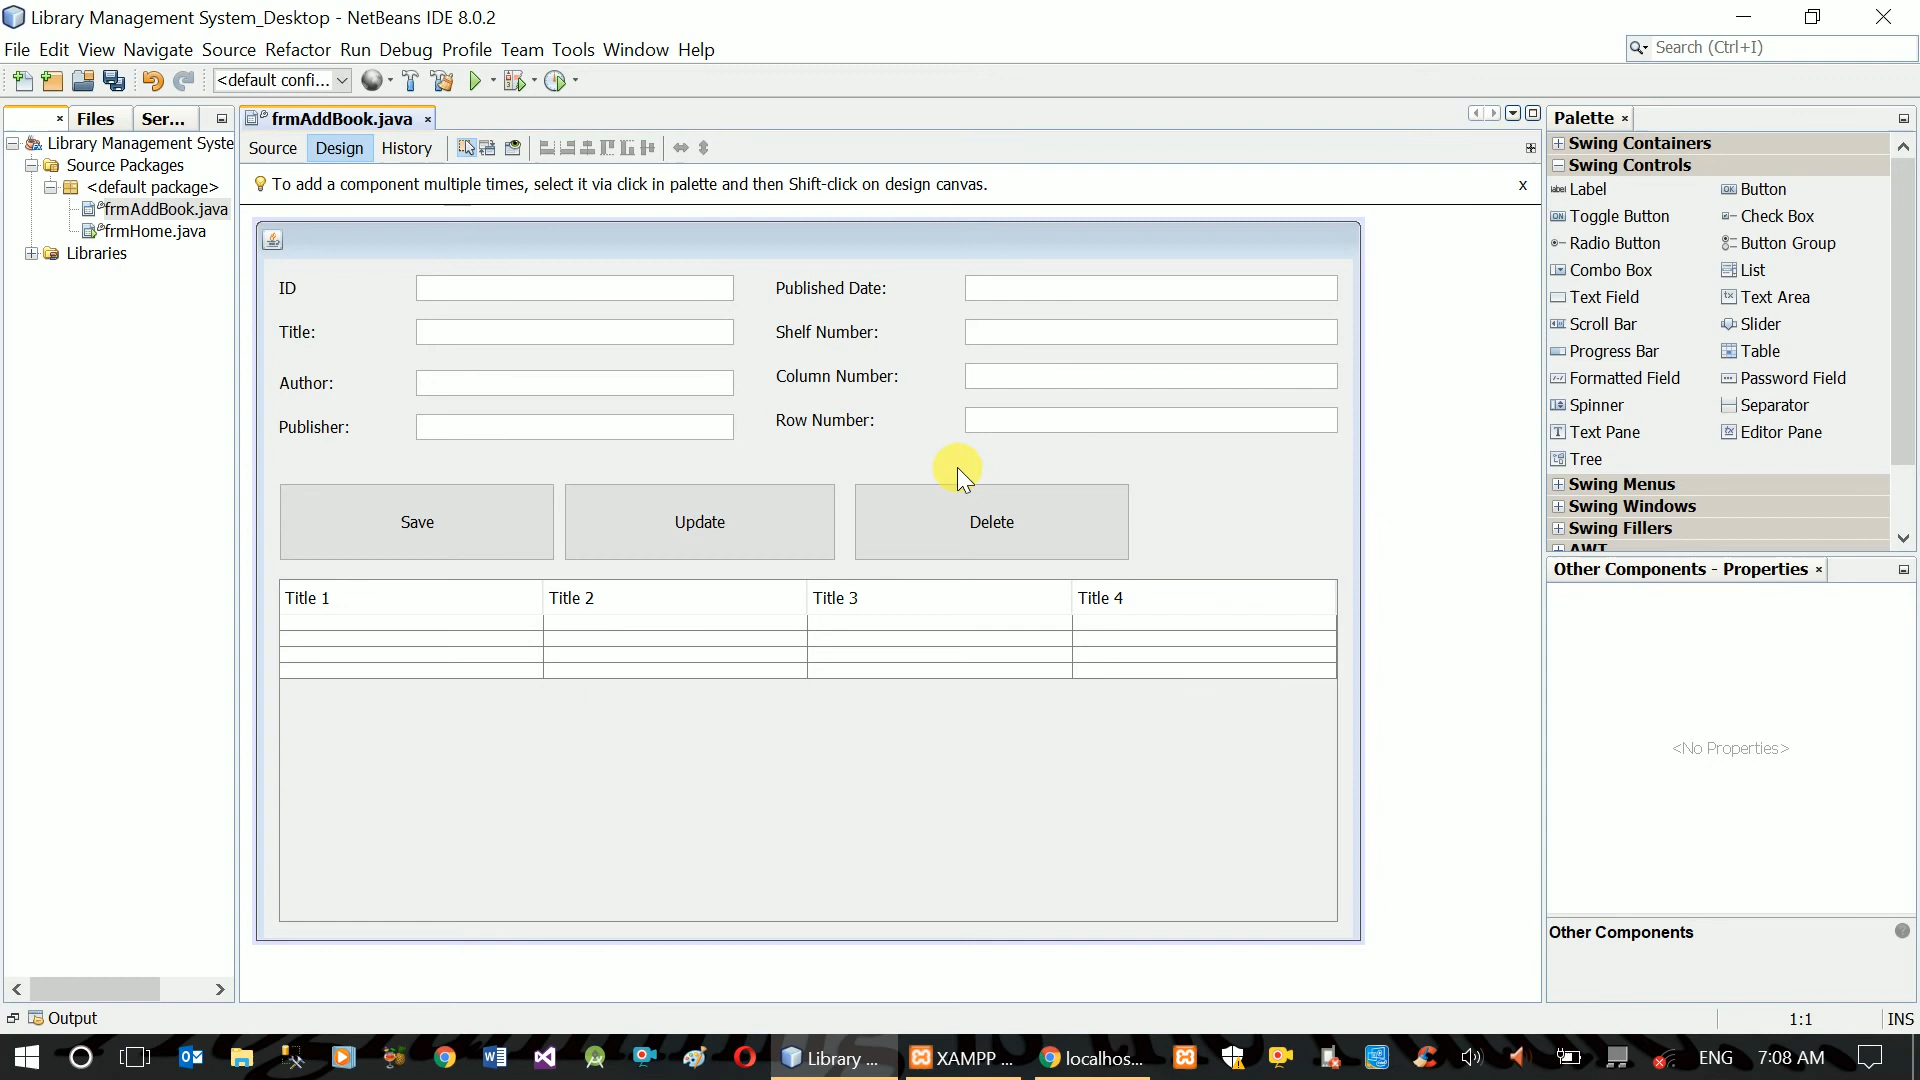 Library Management System_Desktop - NetBeans IDE 8.0.2
File Edit View Navigate Source Refactor Run Debug Profile Team Tools Window Help
Search (Ctrl+I)
<default confi...
Files
Ser...
frmAddBook.java
Palette
Source Design History
Library Management Syste
Source Packages
<default package>
frmAddBook.java
frmHome.java
Libraries
To add a component multiple times, select it via click in palette and then Shift-click on design canvas.
x
ID
Published Date:
Title:
Shelf Number:
Author:
Column Number:
Publisher:
Row Number:
Save
Update
Delete
Title 1
Title 2
Title 3
Title 4
Swing Containers
Swing Controls
Label
Button
Toggle Button
Check Box
Radio Button
Button Group
Combo Box
List
Text Field
Text Area
Scroll Bar
Slider
Progress Bar
Table
Formatted Field
Password Field
Spinner
Separator
Text Pane
Editor Pane
Tree
Swing Menus
Swing Windows
Swing Fillers
AWT
Other Components - Properties
<No Properties>
Other Components
Output
1:1
INS
Library ...
XAMPP ...
localhos...
ENG
7:08 AM